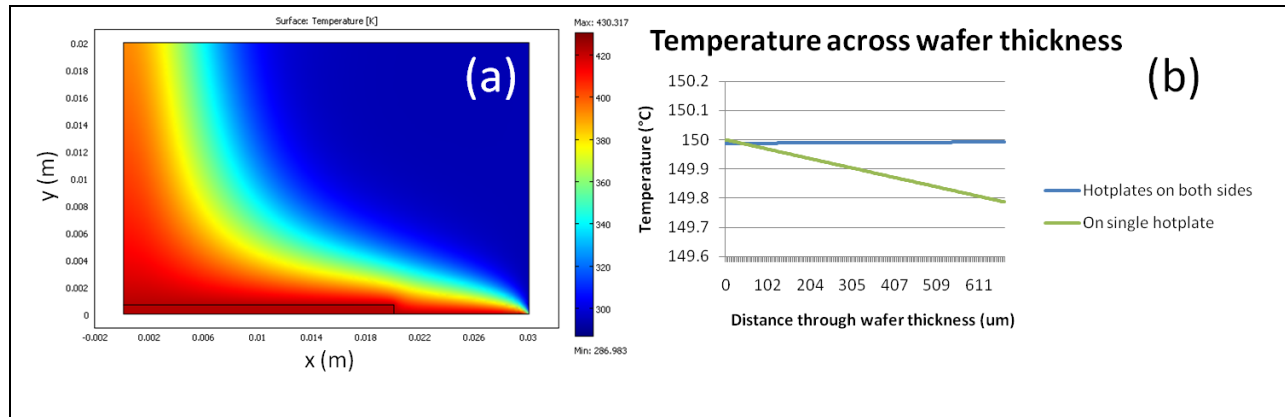 Surface: Temperature [K]
Max: 430.317
(a)
0.02
0.018
0.016
0.014
0.012
0.01
0.008
0.006
0.004
0.002
0
y (m)
-0.002
0.002
0.006
0.01
0.014
0.018
0.022
0.026
0.03
x (m)
420
400
380
360
340
320
300
Min: 286.983
Temperature across wafer thickness
(b)
150.2
150.1
150
149.9
149.8
149.7
149.6
Temperature (°C)
0 102 204 305 407 509 611
Distance through wafer thickness (um)
Hotplates on both sides
On single hotplate